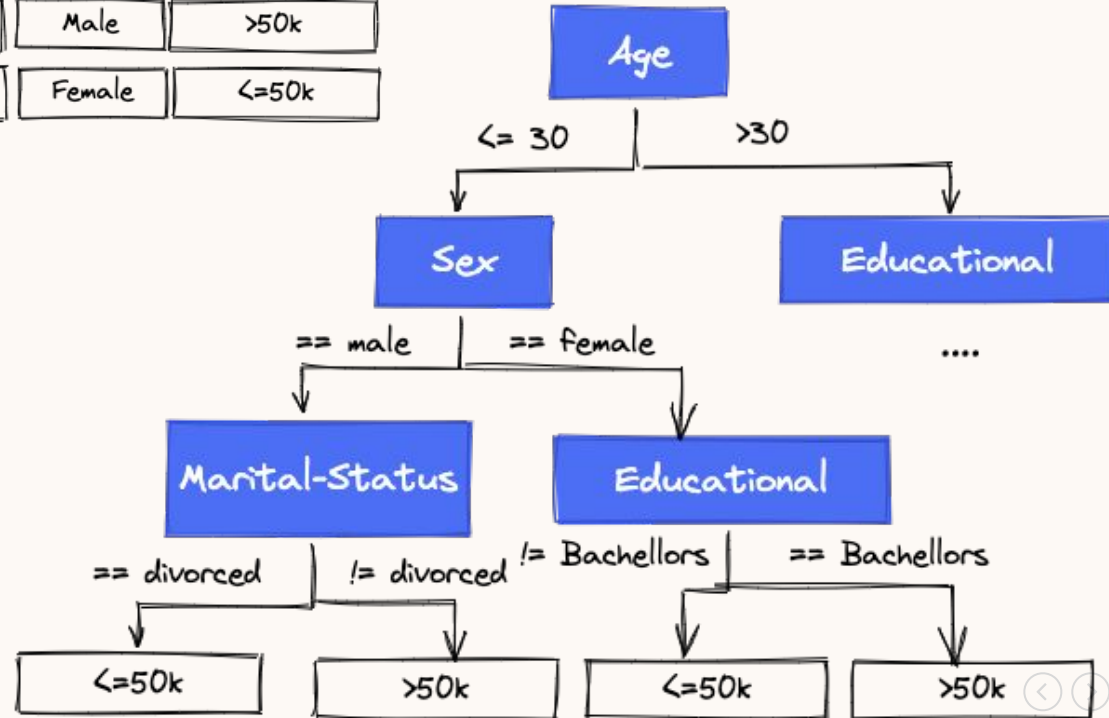 Male >50k
Female <=50k
Age
<= 30 >30
Sex Educational
== male == female
....
Marital-Status Educational
== divorced != divorced != Bachellors == Bachellors
<=50k >50k <=50k >50k